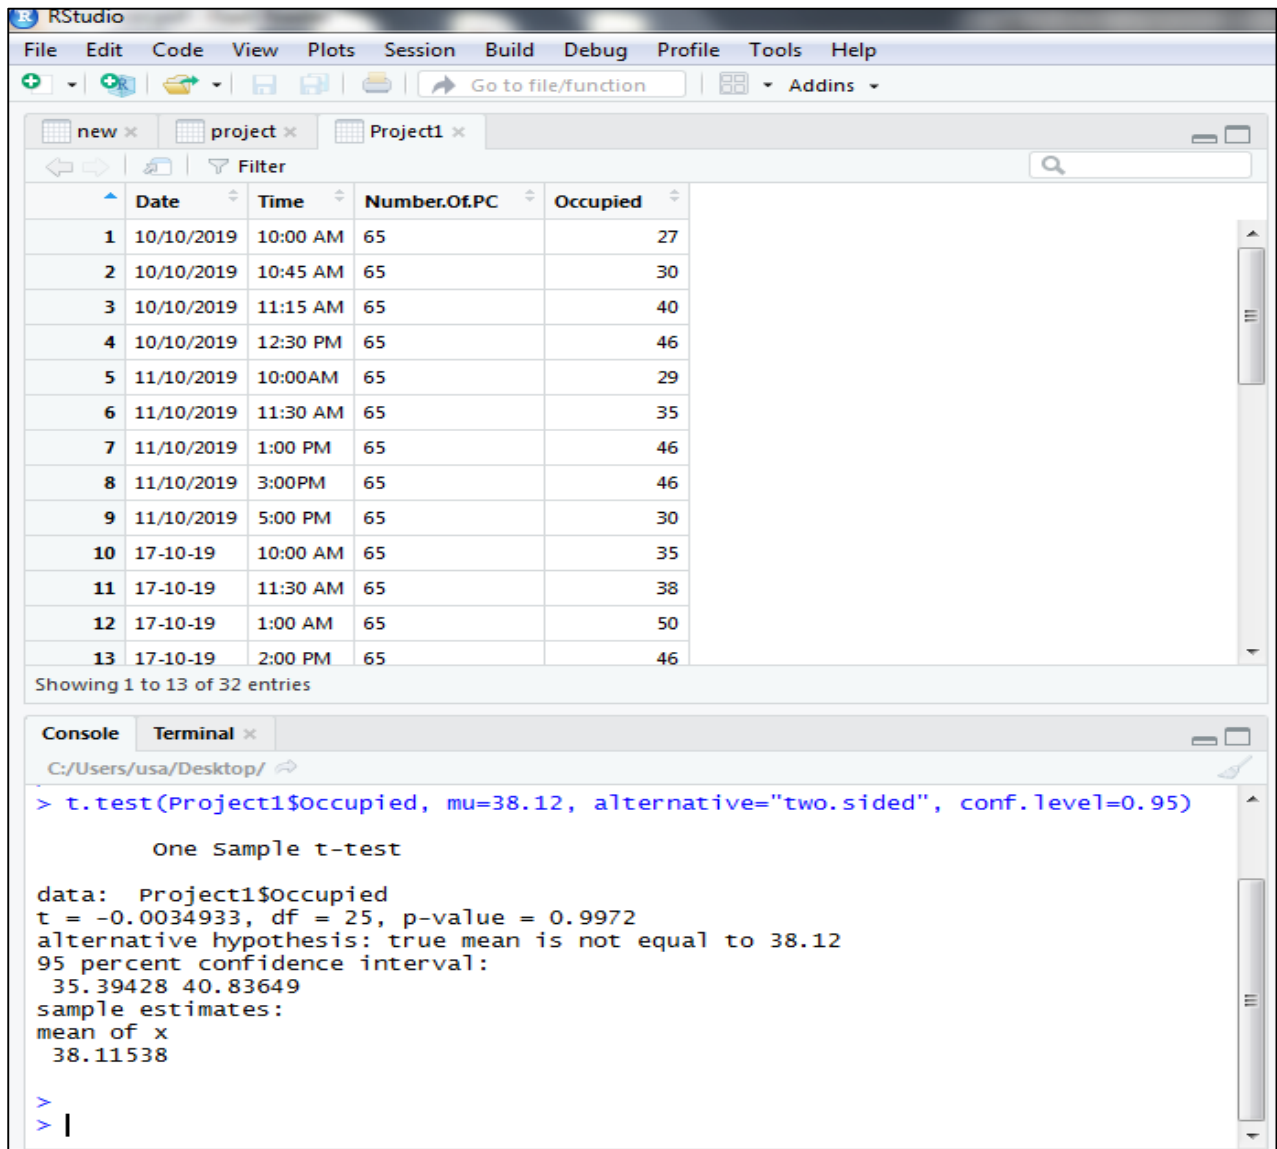 RStudio
File Edit Code View Plots Session Build Debug Profile Tools Help
Go to file/function Addins
new project Project1
Filter
Date Time Number.Of.PC Occupied
1 10/10/2019 10:00 AM 65 27
2 10/10/2019 10:45 AM 65 30
3 10/10/2019 11:15 AM 65 40
4 10/10/2019 12:30 PM 65 46
5 11/10/2019 10:00AM 65 29
6 11/10/2019 11:30 AM 65 35
7 11/10/2019 1:00 PM 65 46
8 11/10/2019 3:00PM 65 46
9 11/10/2019 5:00 PM 65 30
10 17-10-19 10:00 AM 65 35
11 17-10-19 11:30 AM 65 38
12 17-10-19 1:00 AM 65 50
13 17-10-19 2:00 PM 65 46
Showing 1 to 13 of 32 entries
Console Terminal
C:/Users/usa/Desktop/
> t.test(Project1$Occupied, mu=38.12, alternative="two.sided", conf.level=0.95)
One Sample t-test
data: Project1$Occupied
t = -0.0034933, df = 25, p-value = 0.9972
alternative hypothesis: true mean is not equal to 38.12
95 percent confidence interval:
35.39428 40.83649
sample estimates:
mean of x
38.11538
>
>